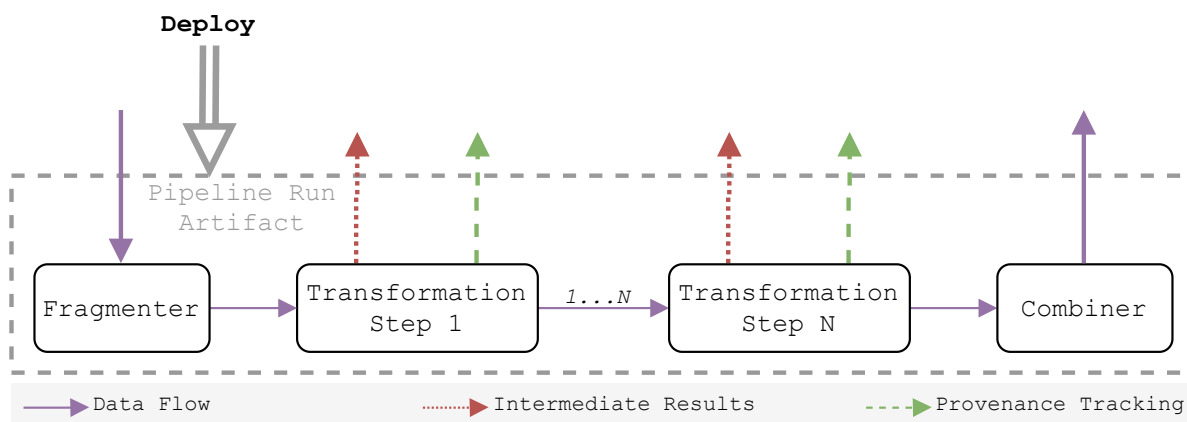 Deploy
Pipeline Run
Artifact
Fragmenter
Transformation
Step 1
1...N
Transformation
Step N
Combiner
Data Flow
Intermediate Results
Provenance Tracking